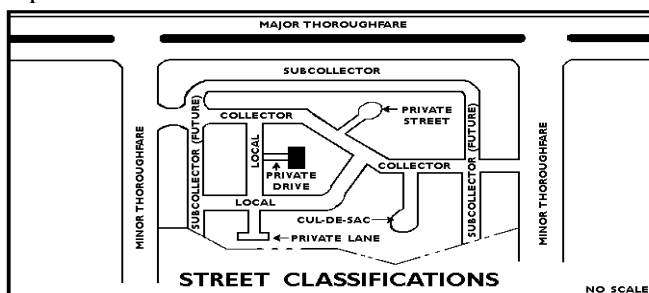 MAJOR THOROUGHFARE
SUBCOLLECTOR
PRIVATE
STREET
COLLECTOR
SUBCOLLECTOR (FUTURE)
LOCAL
PRIVATE
DRIVE
COLLECTOR
SUBCOLLECTOR (FUTURE)
MINOR THOROUGHFARE
MINOR THOROUGHFARE
LOCAL
CUL-DE-SAC
PRIVATE LANE
STREET CLASSIFICATIONS
NO SCALE